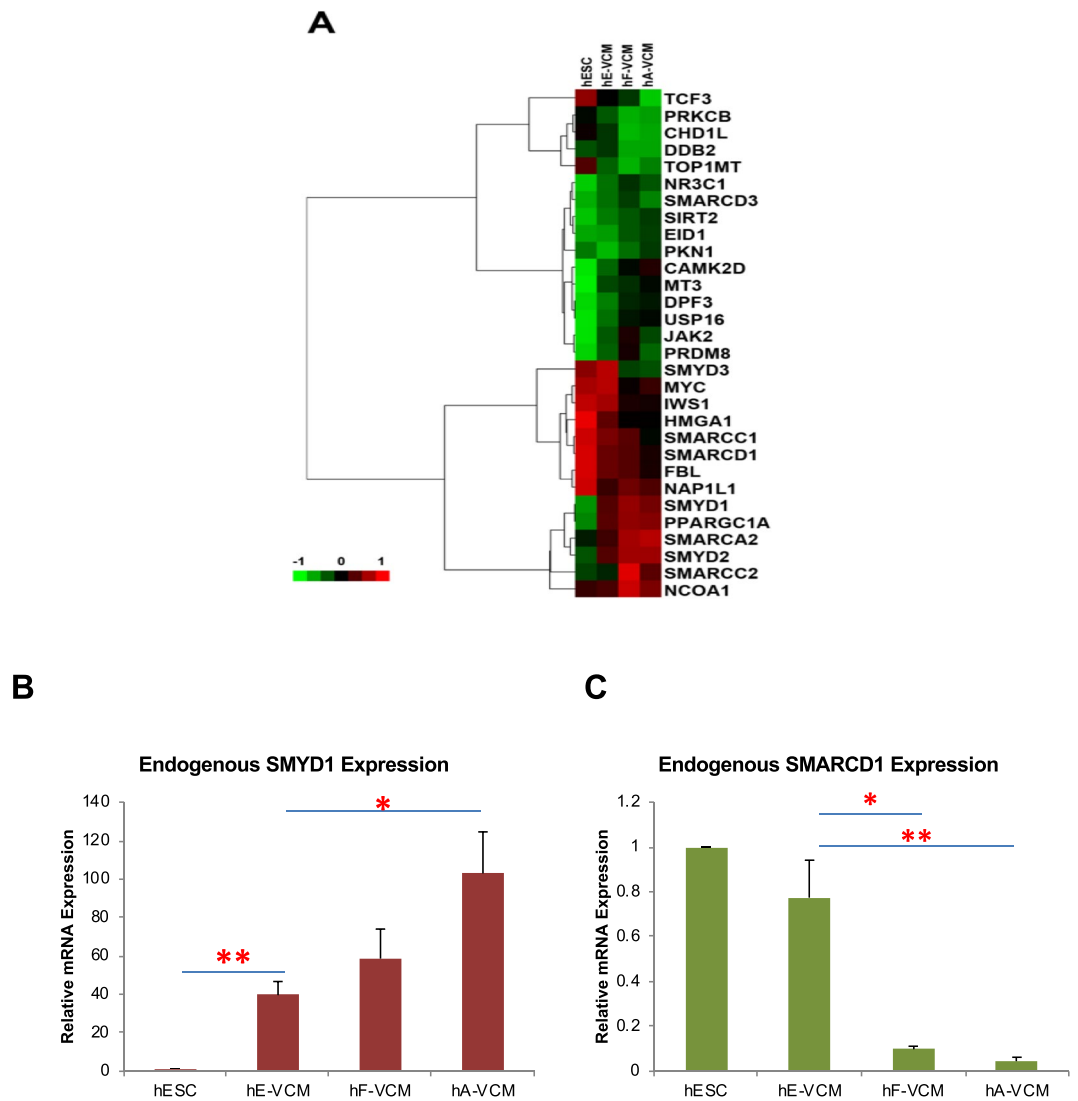 A
hESC hE-VCM hF-VCM hA-VCM
TCF3
PRKCB
CHD1L
DDB2
TOP1MT
NR3C1
SMARCD3
SIRT2
EID1
PKN1
CAMK2D
MT3
DPF3
USP16
JAK2
PRDM8
SMYD3
MYC
IWS1
HMGA1
SMARCC1
SMARCD1
FBL
NAP1L1
SMYD1
PPARGC1A
SMARCA2
SMYD2
SMARCC2
NCOA1
-1 0 1
B
Endogenous SMYD1 Expression
Relative mRNA Expression
140
120
100
80
60
40
20
0
*
**
hESC hE-VCM hF-VCM hA-VCM
C
Endogenous SMARCD1 Expression
Relative mRNA Expression
1.2
1
0.8
0.6
0.4
0.2
0
*
**
hESC hE-VCM hF-VCM hA-VCM